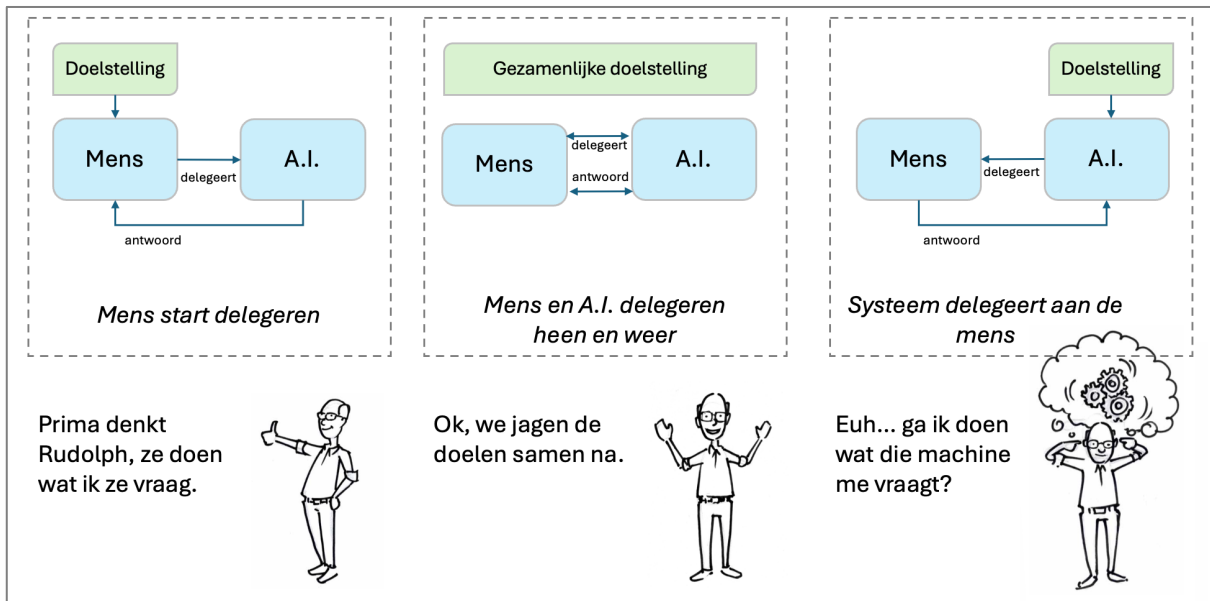 Doelstelling
Mens
A.I.
delegeert
antwoord
Mens start delegeren
Gezamenlijke doelstelling
Mens
A.I.
delegeert
antwoord
Mens en A.I. delegeren
heen en weer
Doelstelling
Mens
A.I.
delegeert
antwoord
Systeem delegeert aan de
mens
Prima denkt
Rudolph, ze doen
wat ik ze vraag.
Ok, we jagen de
doelen samen na.
Euh... ga ik doen
wat die machine
me vraagt?